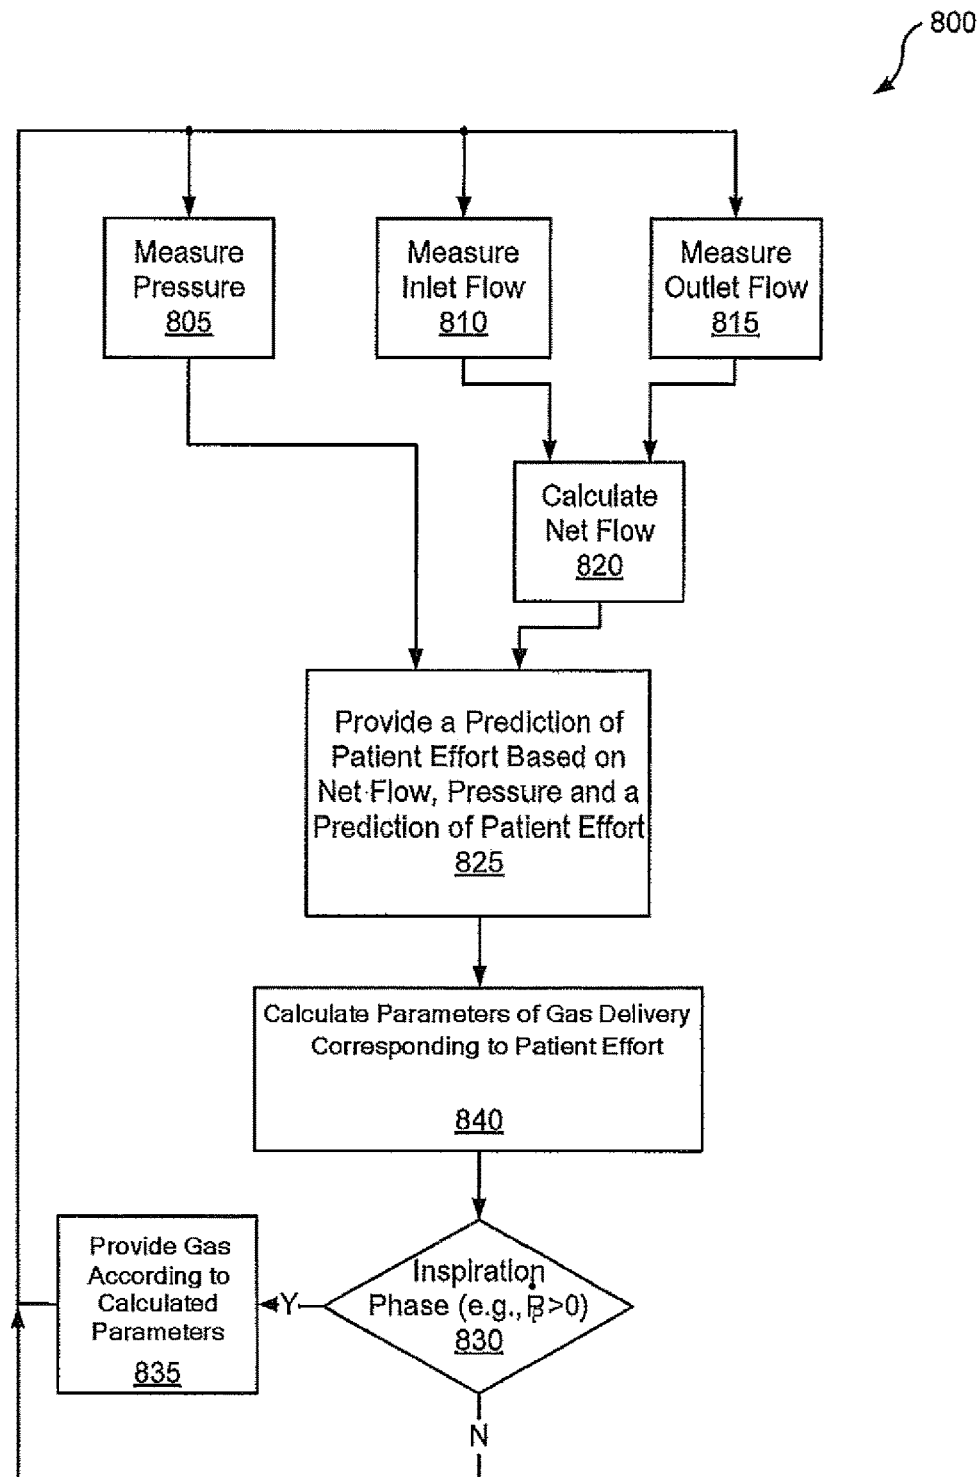 800
Measure
Pressure
805
Measure
Inlet Flow
810
Measure
Outlet Flow
815
Calculate
Net Flow
820
Provide a Prediction of
Patient Effort Based on
Net Flow, Pressure and a
Prediction of Patient Effort
825
Calculate Parameters of Gas Delivery
Corresponding to Patient Effort
840
Inspiration
Phase (e.g., >0)
830
Y
Provide Gas
According to
Calculated
Parameters
835
N